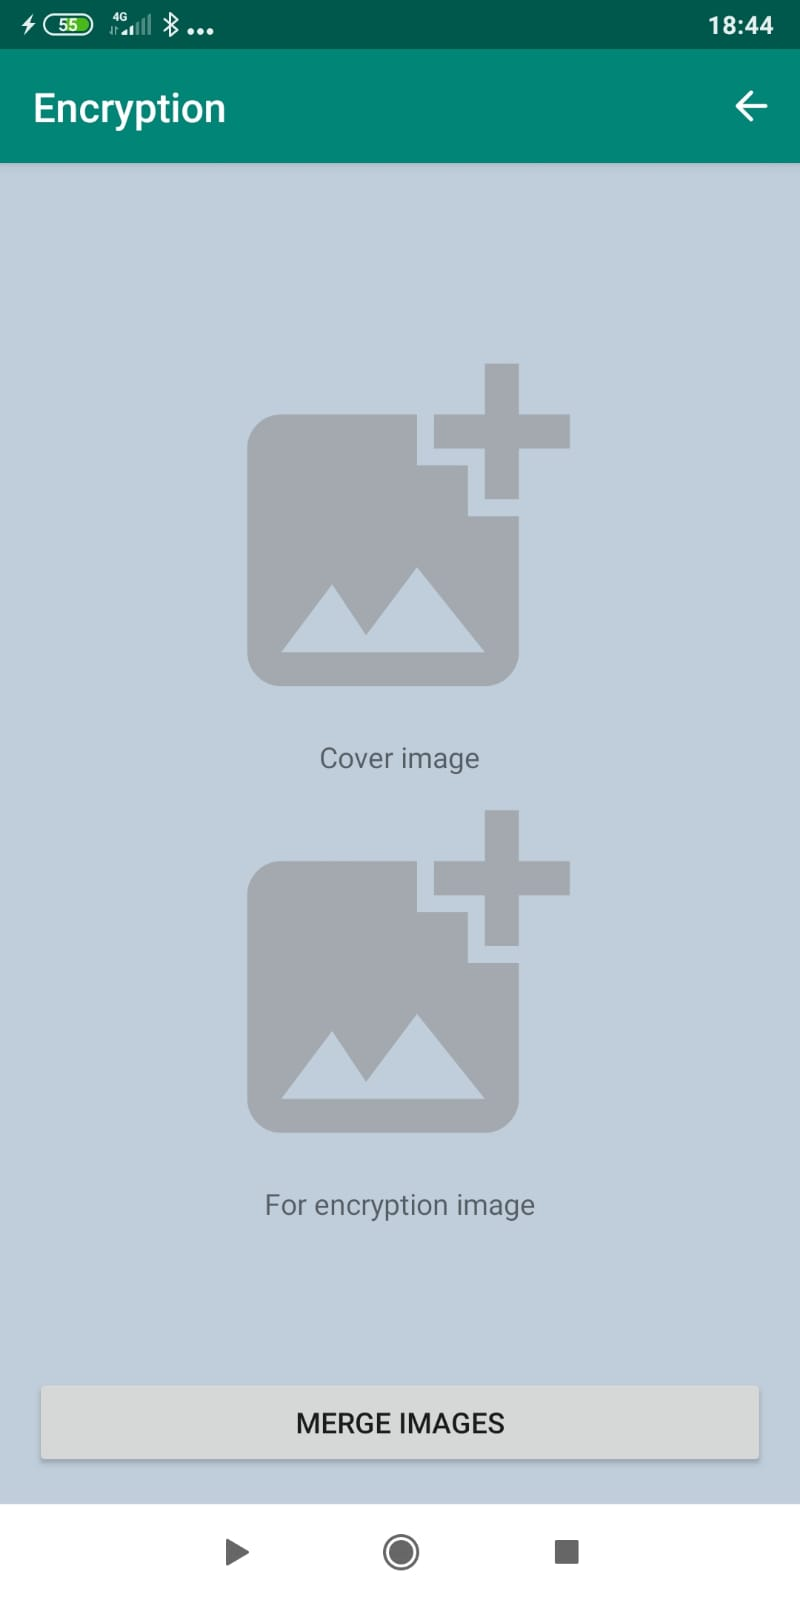 55 4G 18:44
Encryption
Cover image
For encryption image
MERGE IMAGES